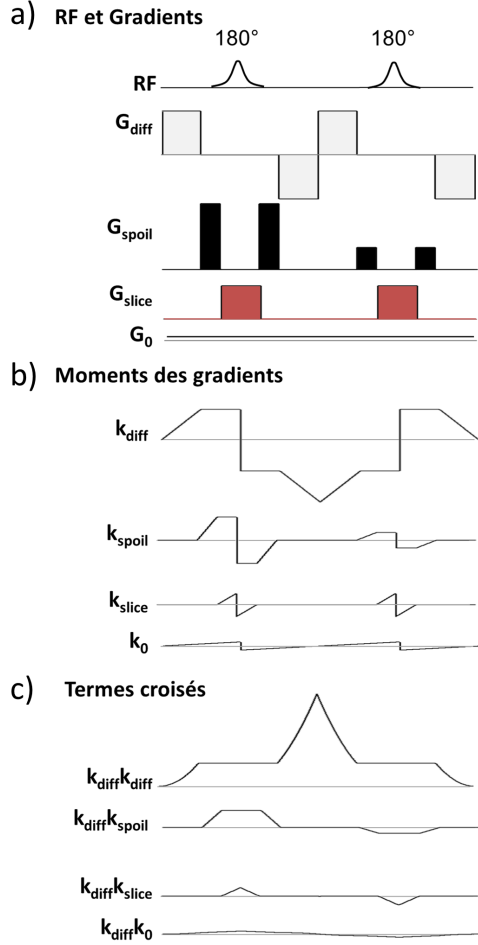 a) RF et Gradients
180° 180°
RF
Gdiff
Gspoil
Gslice
G0
b) Moments des gradients
kdiff
kspoil
kslice
k0
c) Termes croisés
kdiffkdiff
kdiffkspoil
kdiffkslice
kdiffk0